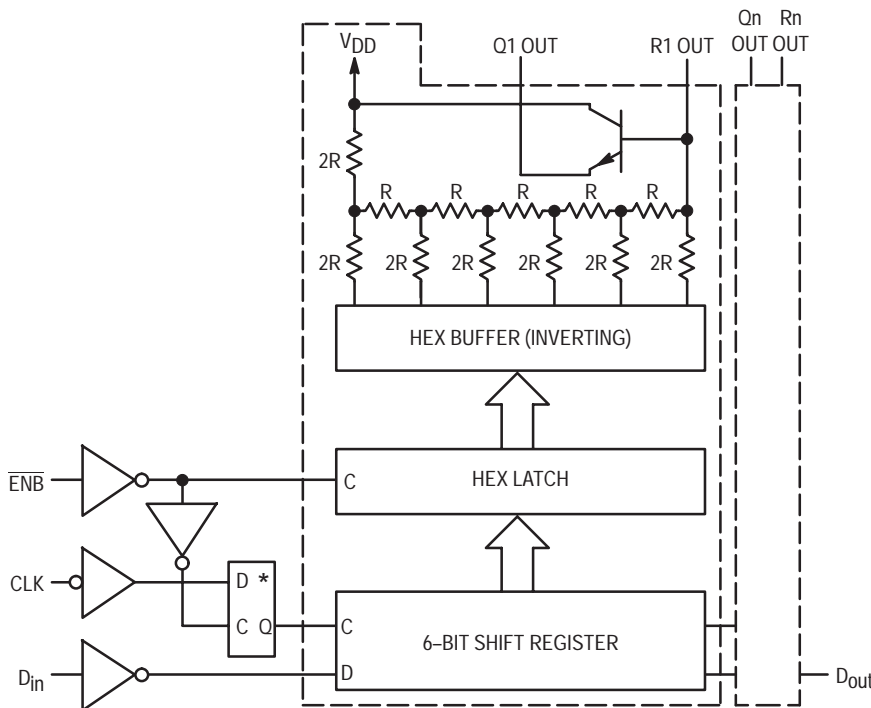 Qn Rn
OUT OUT
VDD Q1 OUT R1 OUT
2R
R R R R R
2R 2R 2R 2R 2R 2R
HEX BUFFER (INVERTING)
ENB
C HEX LATCH
CLK
D *
C Q
C 6–BIT SHIFT REGISTER
D
Din
Dout